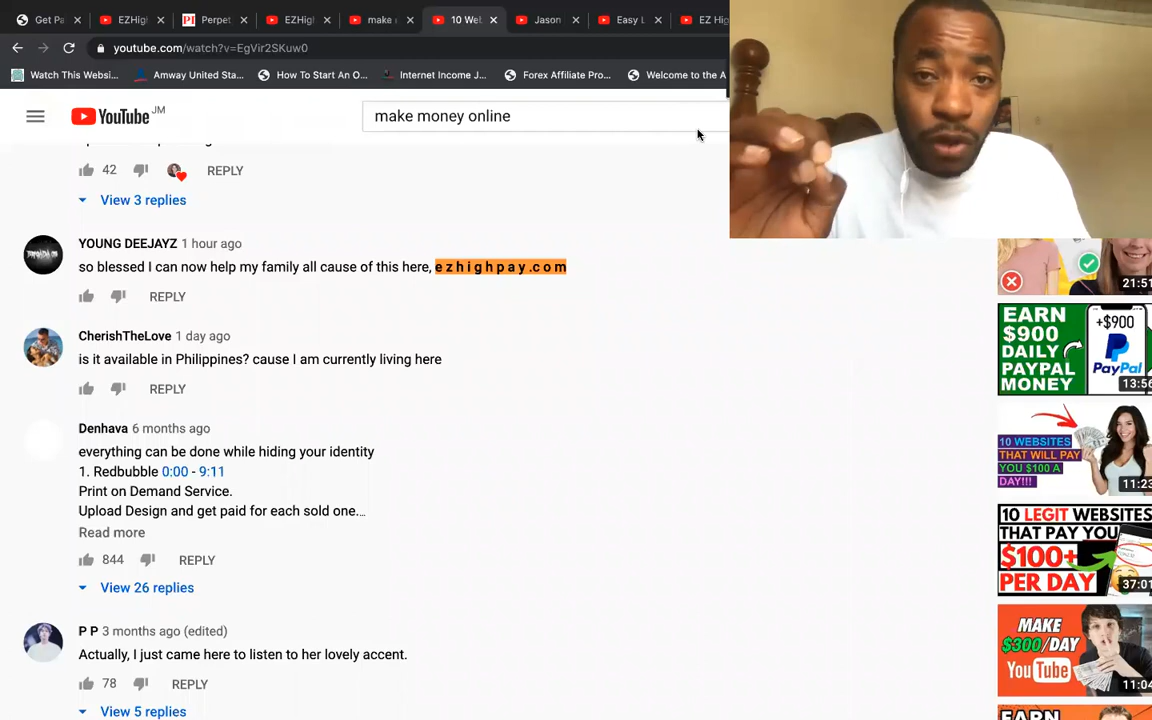 Get Pa
EZHigh
Perpet
EZHigh
make r
10 Web
Jason
Easy L
EZ Hig
youtube.com/watch?v=EgVir2SKuw0
Watch This Websi...
Amway United Sta...
How To Start An O...
Internet Income J...
Forex Affiliate Pro...
Welcome to the A
YouTube JM
make money online
42
REPLY
View 3 replies
YOUNG DEEJAYZ 1 hour ago
so blessed I can now help my family all cause of this here, e z h i g h p a y . c o m
REPLY
CherishTheLove 1 day ago
is it available in Philippines? cause I am currently living here
REPLY
Denhava 6 months ago
everything can be done while hiding your identity
1. Redbubble 0:00 - 9:11
Print on Demand Service.
Upload Design and get paid for each sold one...
Read more
844
REPLY
View 26 replies
P P 3 months ago (edited)
Actually, I just came here to listen to her lovely accent.
78
REPLY
View 5 replies
21:51
EARN
$900
DAILY
PAYPAL
MONEY
+$900
PayPal
13:56
10 WEBSITES
THAT WILL PAY
YOU $100 A
DAY!!!
11:23
10 LEGIT WEBSITES
THAT PAY YOU
$100+
PER DAY
37:01
MAKE
$300/DAY
YouTube
11:04
EARN